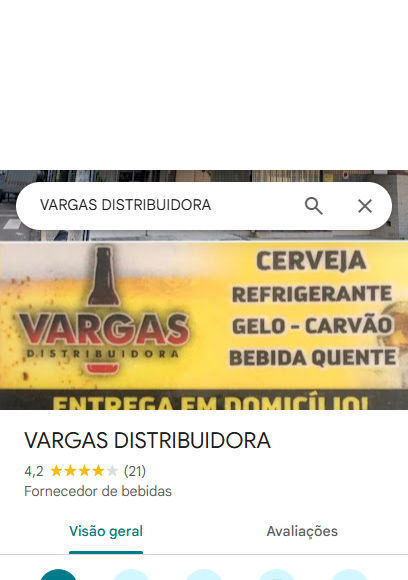 VARGAS DISTRIBUIDORA
CERVEJA
REFRIGERANTE
GELO - CARVÃO
BEBIDA QUENTE
VARGAS
DISTRIBUIDORA
ENTREGA EM DOMICÍLIO!
VARGAS DISTRIBUIDORA
4,2 (21)
Fornecedor de bebidas
Visão geral
Avaliações